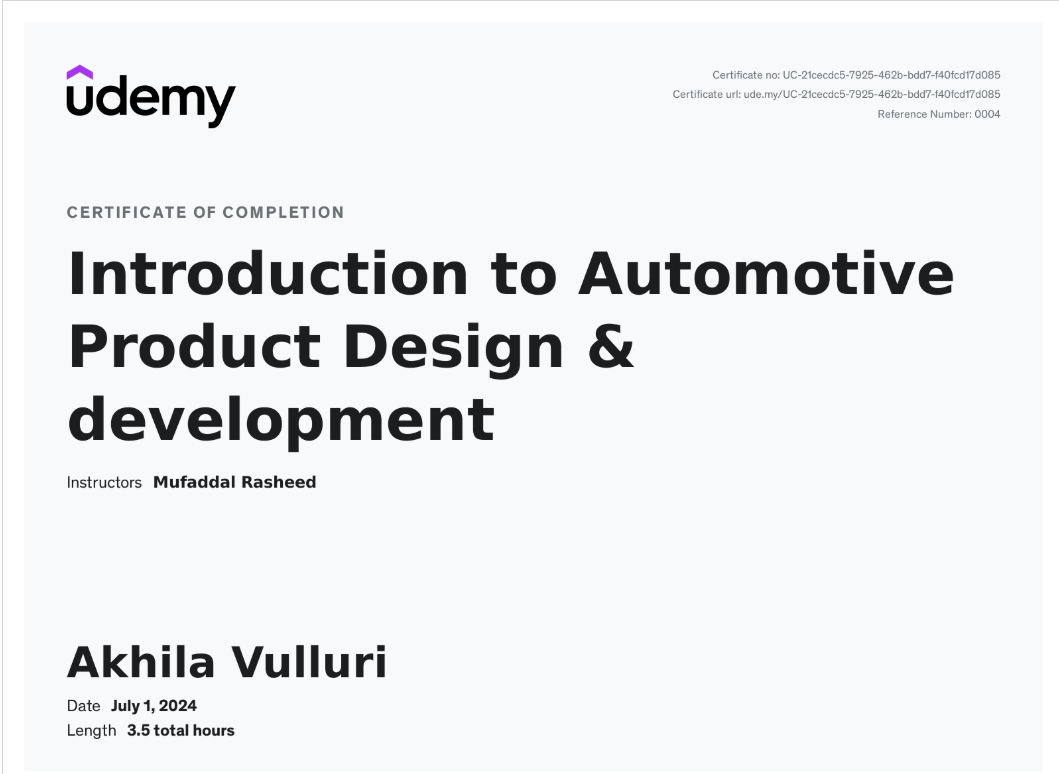 udemy
Certificate no: UC-21cecdc5-7925-462b-bdd7-f40fcd17d085
Certificate url: ude.my/UC-21cecdc5-7925-462b-bdd7-f40fcd17d085
Reference Number: 0004
CERTIFICATE OF COMPLETION
Introduction to Automotive
Product Design &
development
Instructors Mufaddal Rasheed
Akhila Vulluri
Date July 1, 2024
Length 3.5 total hours